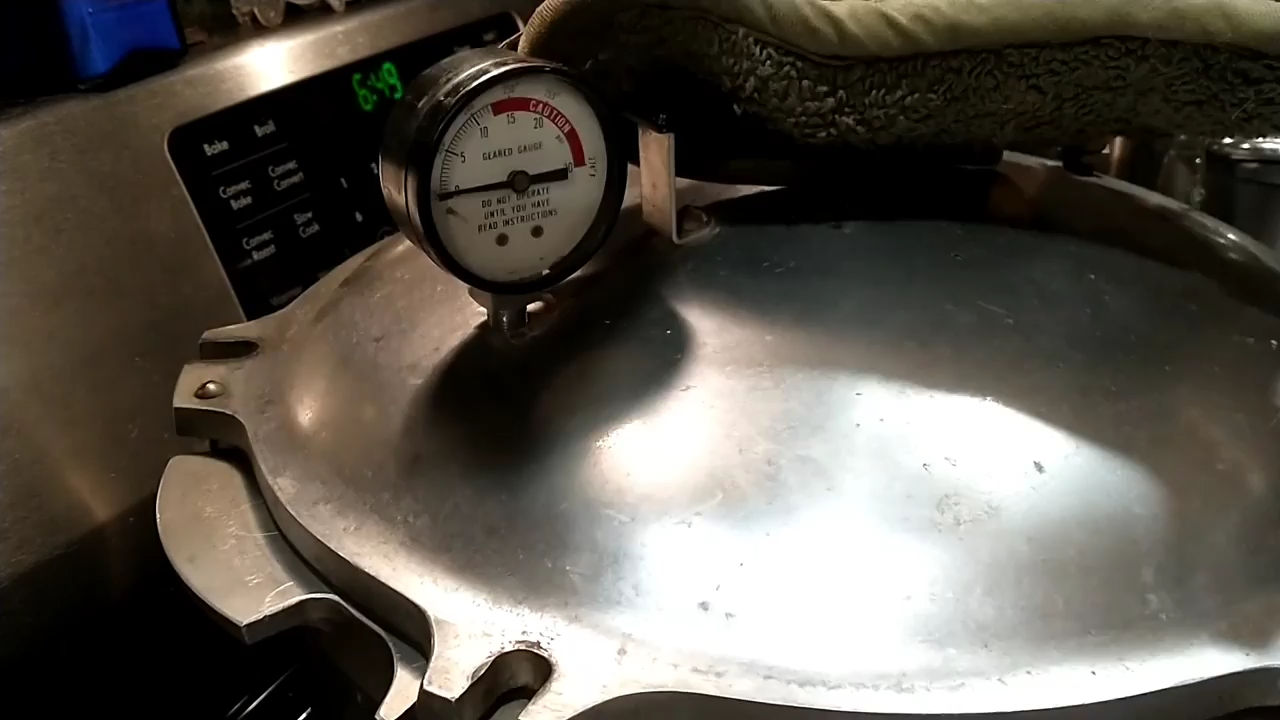 6:49
Bake
Broil
Convec Bake
Convec Convert
Convec Roast
Slow Cook
CAUTION
0
5
10
15
20
30
GEARED GAUGE
DO NOT OPERATE
UNTIL YOU HAVE
READ INSTRUCTIONS